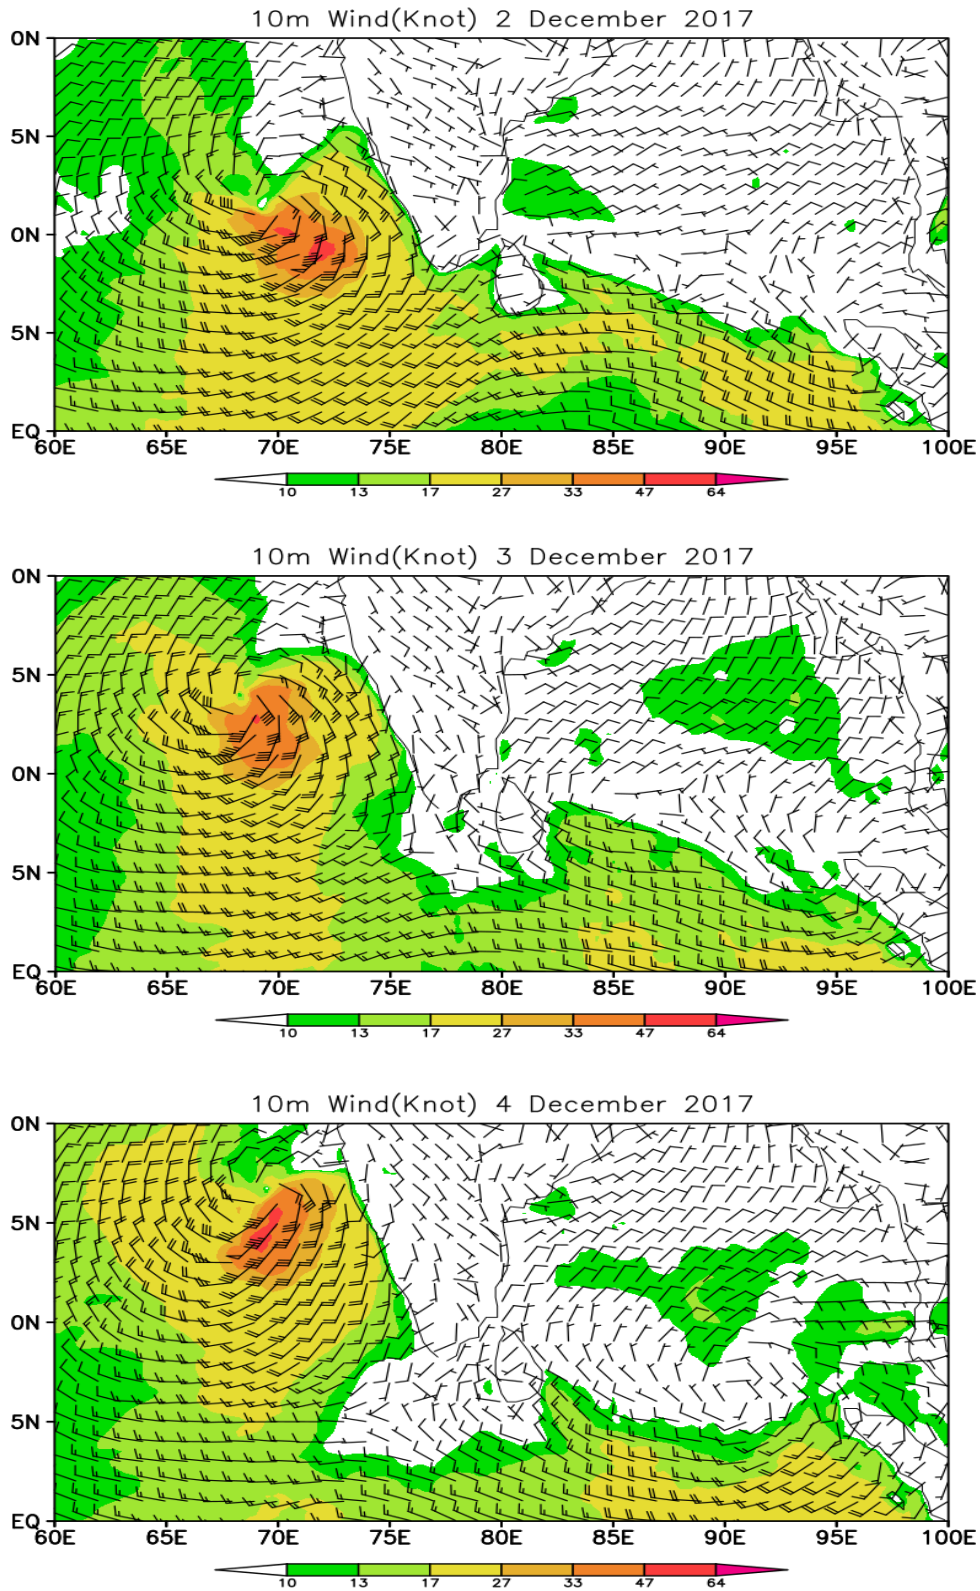 10m Wind(Knot) 2 December 2017
0N
5N
0N
5N
EQ
60E 65E 70E 75E 80E 85E 90E 95E 100E
10 13 17 27 33 47 64
10m Wind(Knot) 3 December 2017
0N
5N
0N
5N
EQ
60E 65E 70E 75E 80E 85E 90E 95E 100E
10 13 17 27 33 47 64
10m Wind(Knot) 4 December 2017
0N
5N
0N
5N
EQ
60E 65E 70E 75E 80E 85E 90E 95E 100E
10 13 17 27 33 47 64